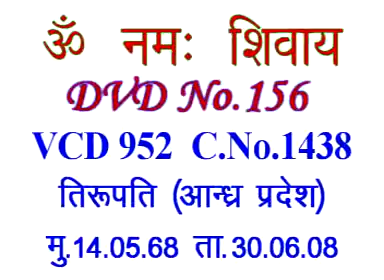 ॐ नमः शिवाय
DVD No.156
VCD 952 C.No.1438
तिरूपति (आन्ध्र प्रदेश)
मु.14.05.68 ता.30.06.08